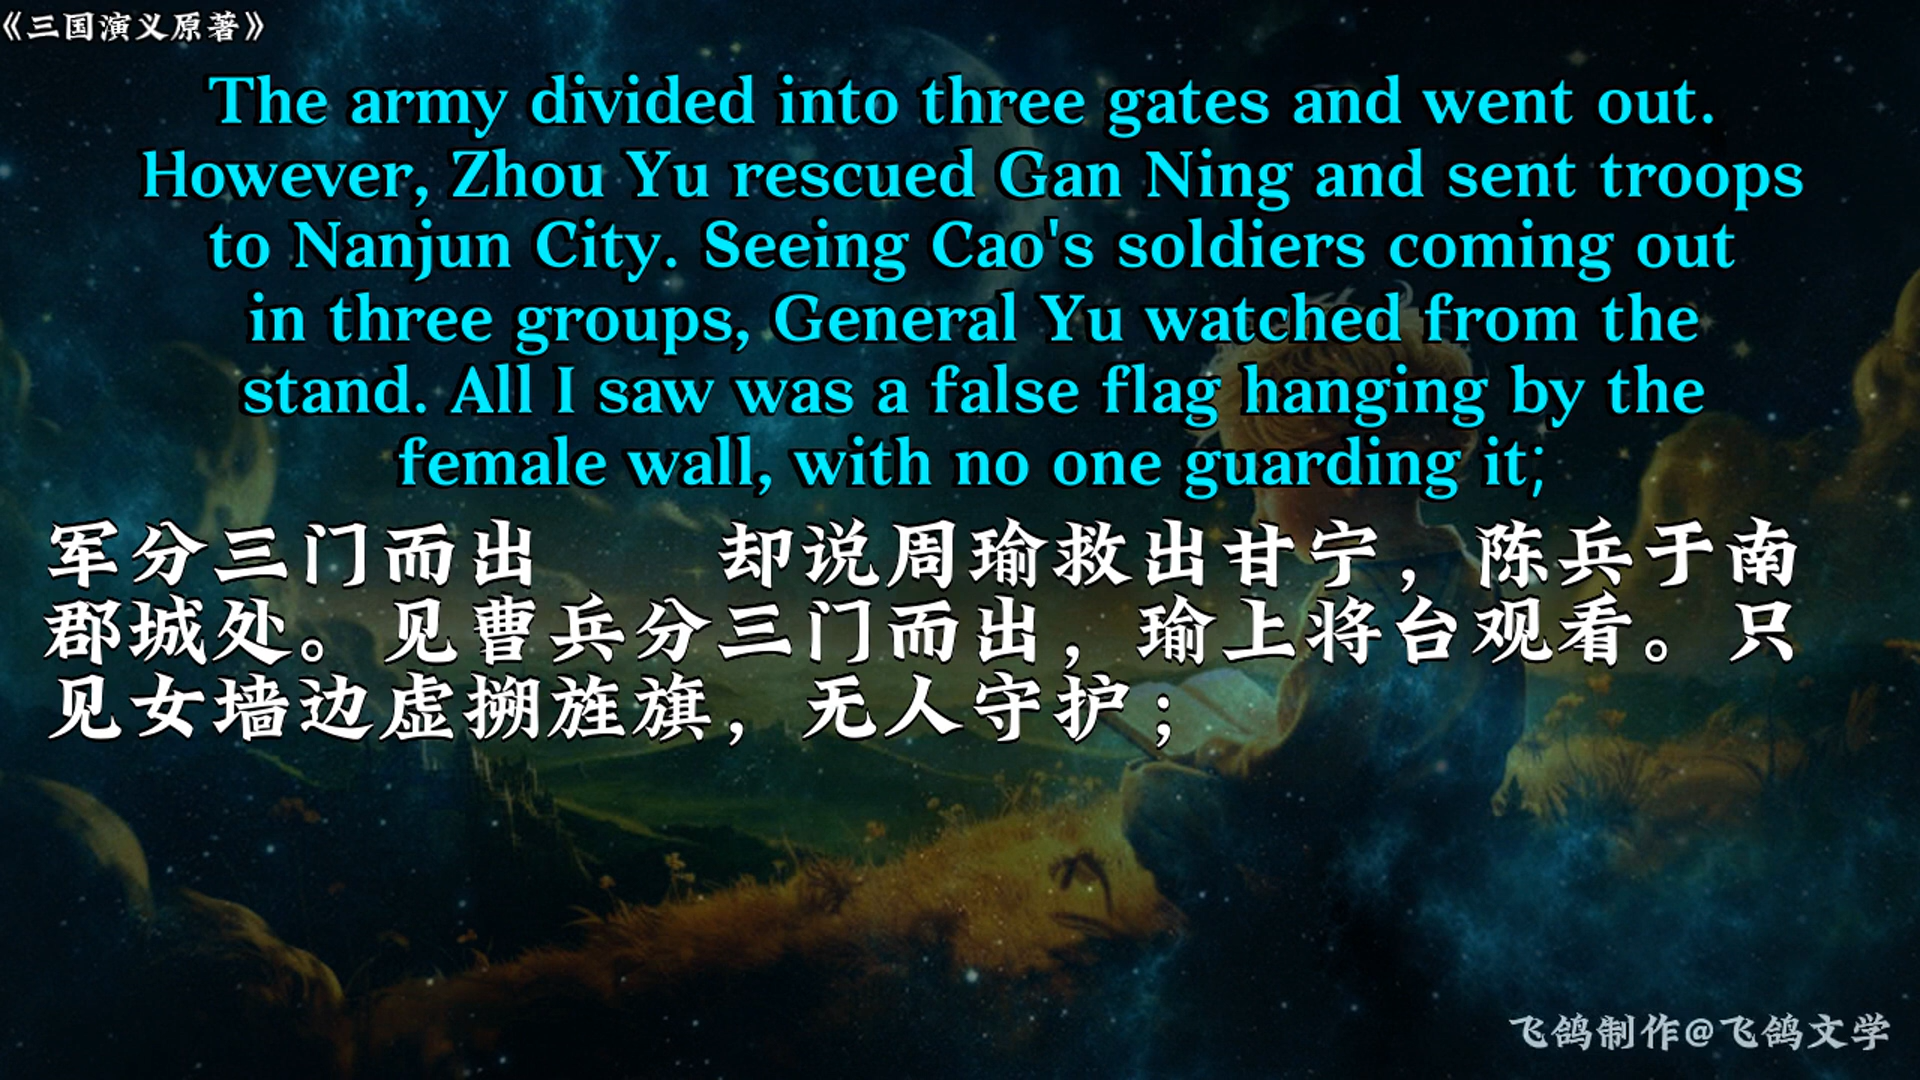 《三国演义原著》
The army divided into three gates and went out.
However, Zhou Yu rescued Gan Ning and sent troops
to Nanjun City. Seeing Cao's soldiers coming out
in three groups, General Yu watched from the
stand. All I saw was a false flag hanging by the
female wall, with no one guarding it;
军分三门而出　　却说周瑜救出甘宁，陈兵于南
郡城处。见曹兵分三门而出，瑜上将台观看。只
见女墙边虚搠旌旗，无人守护；
飞鸽制作@飞鸽文学